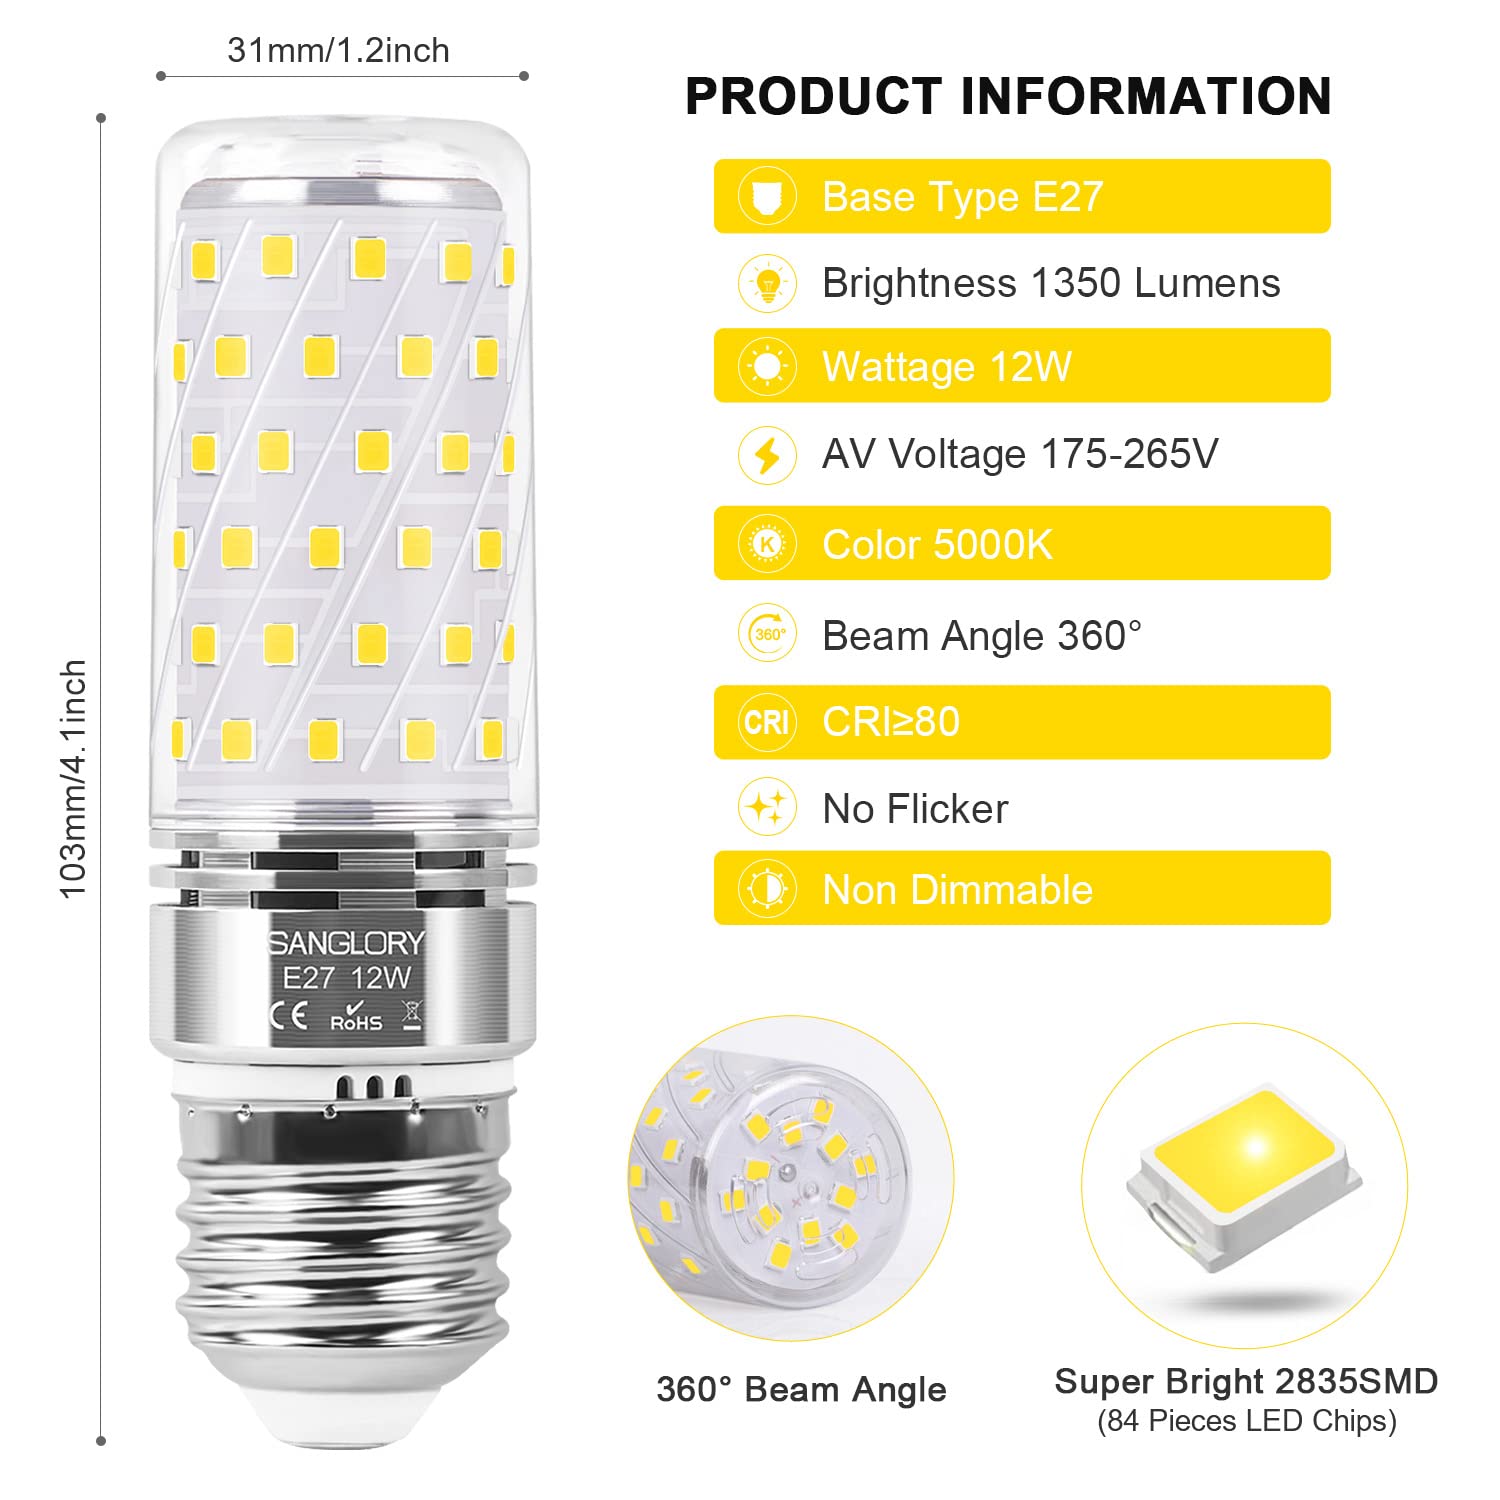 31mm/1.2inch
103mm/4.1inch
PRODUCT INFORMATION
Base Type E27
Brightness 1350 Lumens
Wattage 12W
AV Voltage 175-265V
K
Color 5000K
360°
Beam Angle 360°
CRI
CRI≥80
No Flicker
Non Dimmable
SANGLORY
E27 12W
CE RoHS
360° Beam Angle
Super Bright 2835SMD
(84 Pieces LED Chips)